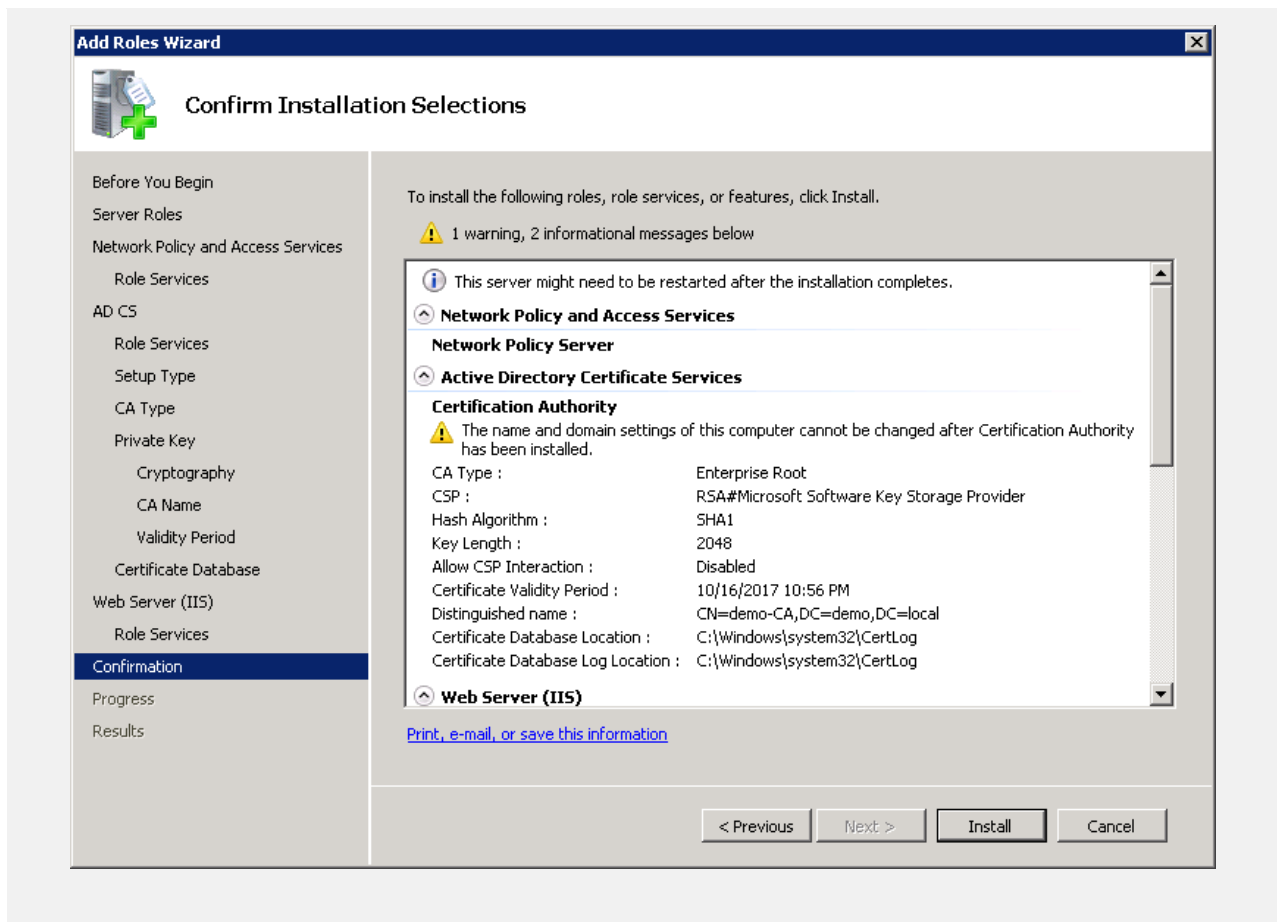 Add Roles Wizard
Confirm Installation Selections
Before You Begin
Server Roles
Network Policy and Access Services
Role Services
AD CS
Role Services
Setup Type
CA Type
Private Key
Cryptography
CA Name
Validity Period
Certificate Database
Web Server (IIS)
Role Services
Confirmation
Progress
Results
To install the following roles, role services, or features, click Install.
1 warning, 2 informational messages below
This server might need to be restarted after the installation completes.
Network Policy and Access Services
Network Policy Server
Active Directory Certificate Services
Certification Authority
The name and domain settings of this computer cannot be changed after Certification Authority
has been installed.
CA Type : Enterprise Root
CSP : RSA#Microsoft Software Key Storage Provider
Hash Algorithm : SHA1
Key Length : 2048
Allow CSP Interaction : Disabled
Certificate Validity Period : 10/16/2017 10:56 PM
Distinguished name : CN=demo-CA,DC=demo,DC=local
Certificate Database Location : C:\Windows\system32\CertLog
Certificate Database Log Location : C:\Windows\system32\CertLog
Web Server (IIS)
Print, e-mail, or save this information
< Previous Next > Install Cancel